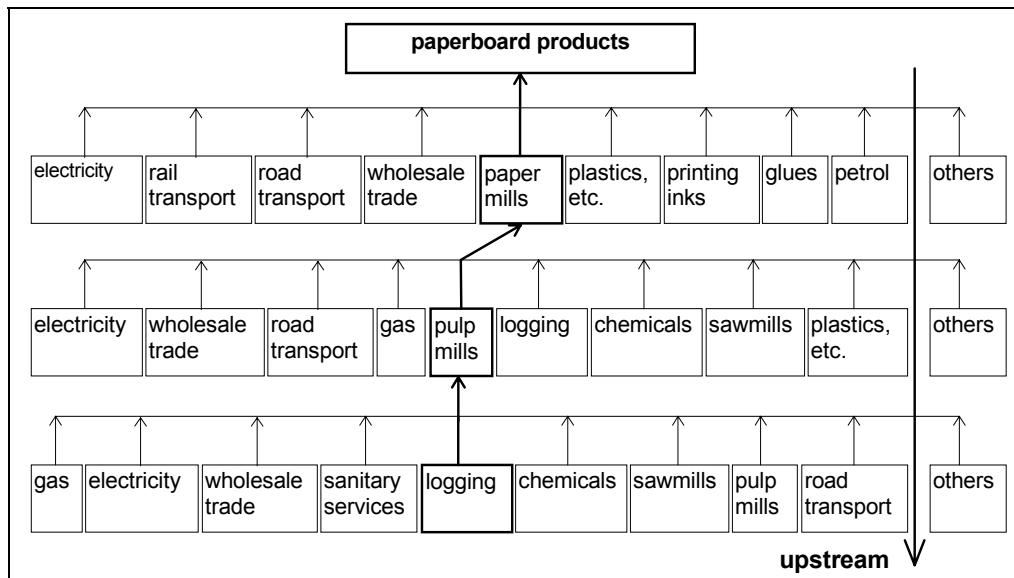 paperboard products
electricity
rail
transport
road
transport
wholesale
trade
paper
mills
plastics,
etc.
printing
inks
glues
petrol
others
electricity
wholesale
trade
road
transport
gas
pulp
mills
logging
chemicals
sawmills
plastics,
etc.
others
gas
electricity
wholesale
trade
sanitary
services
logging
chemicals
sawmills
pulp
mills
road
transport
others
upstream